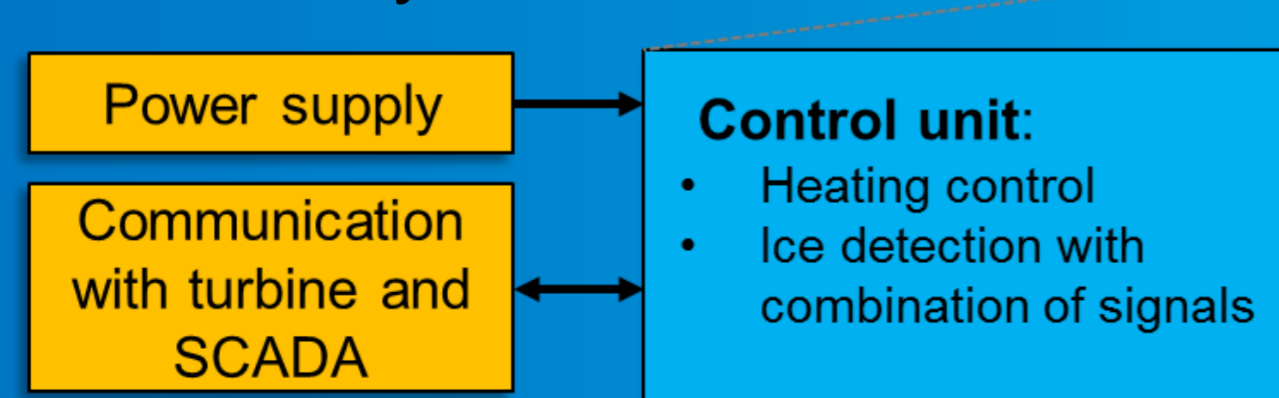 Power supply
Communication
with turbine and
SCADA
Control unit:
• Heating control
• Ice detection with
combination of signals